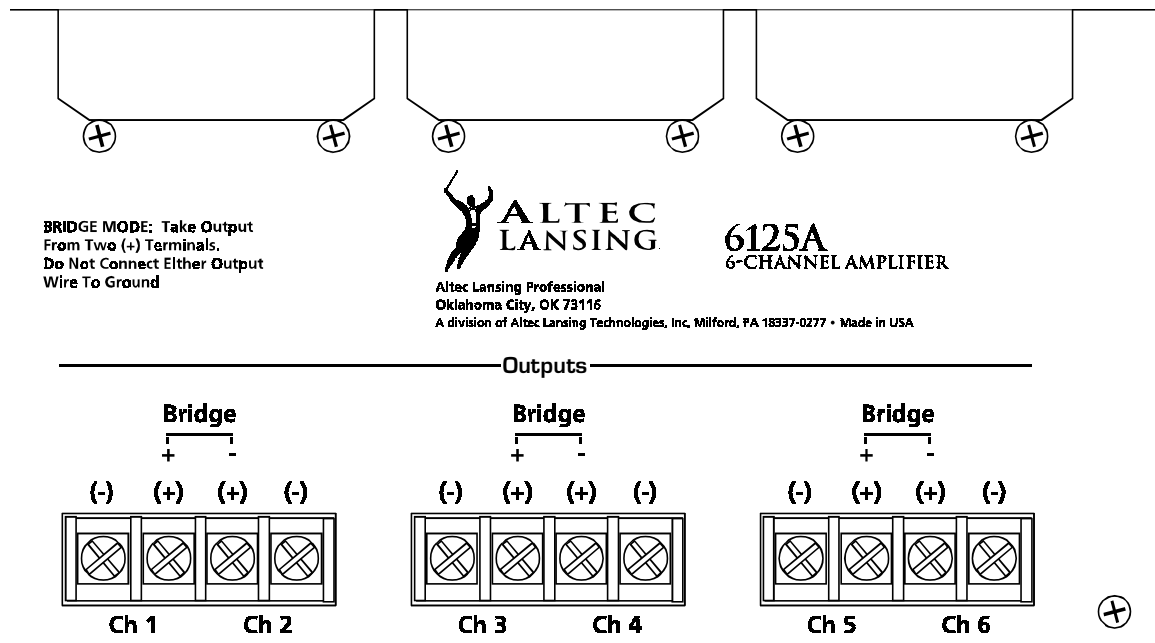 BRIDGE MODE: Take Output
From Two (+) Terminals.
Do Not Connect Either Output
Wire To Ground
ALTEC
LANSING
6125A
6-CHANNEL AMPLIFIER
Altec Lansing Professional
Oklahoma City, OK 73116
A division of Altec Lansing Technologies, Inc. Milford, PA 18337-0277 • Made in USA
Outputs
Bridge Bridge Bridge
+ - + - + -
(-) (+) (+) (-) (-) (+) (+) (-) (-) (+) (+) (-)
Ch 1 Ch 2 Ch 3 Ch 4 Ch 5 Ch 6